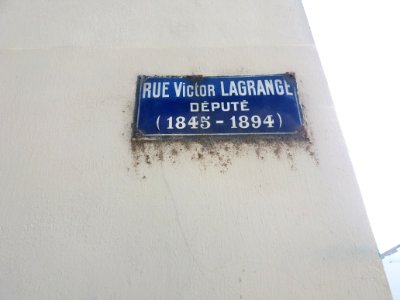 RUE Victor LAGRANGE
DÉPUTÉ
(1845-1894)